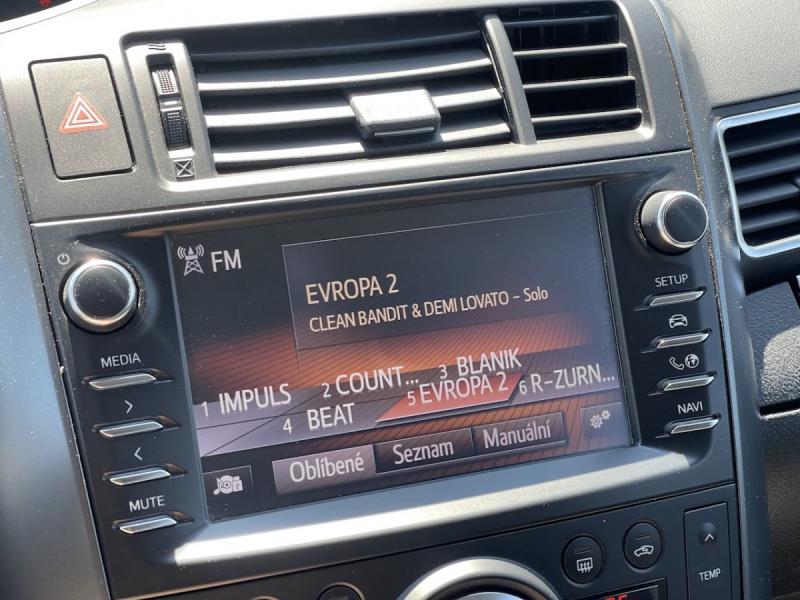 FM
EVROPA 2
CLEAN BANDIT & DEMI LOVATO – Solo
1 IMPULS 2 COUNT... 3 BLANIK
4 BEAT 5 EVROPA 2 6 R-ZURN...
Oblíbené Seznam Manuální
MEDIA
MUTE
SETUP
NAVI
TEMP